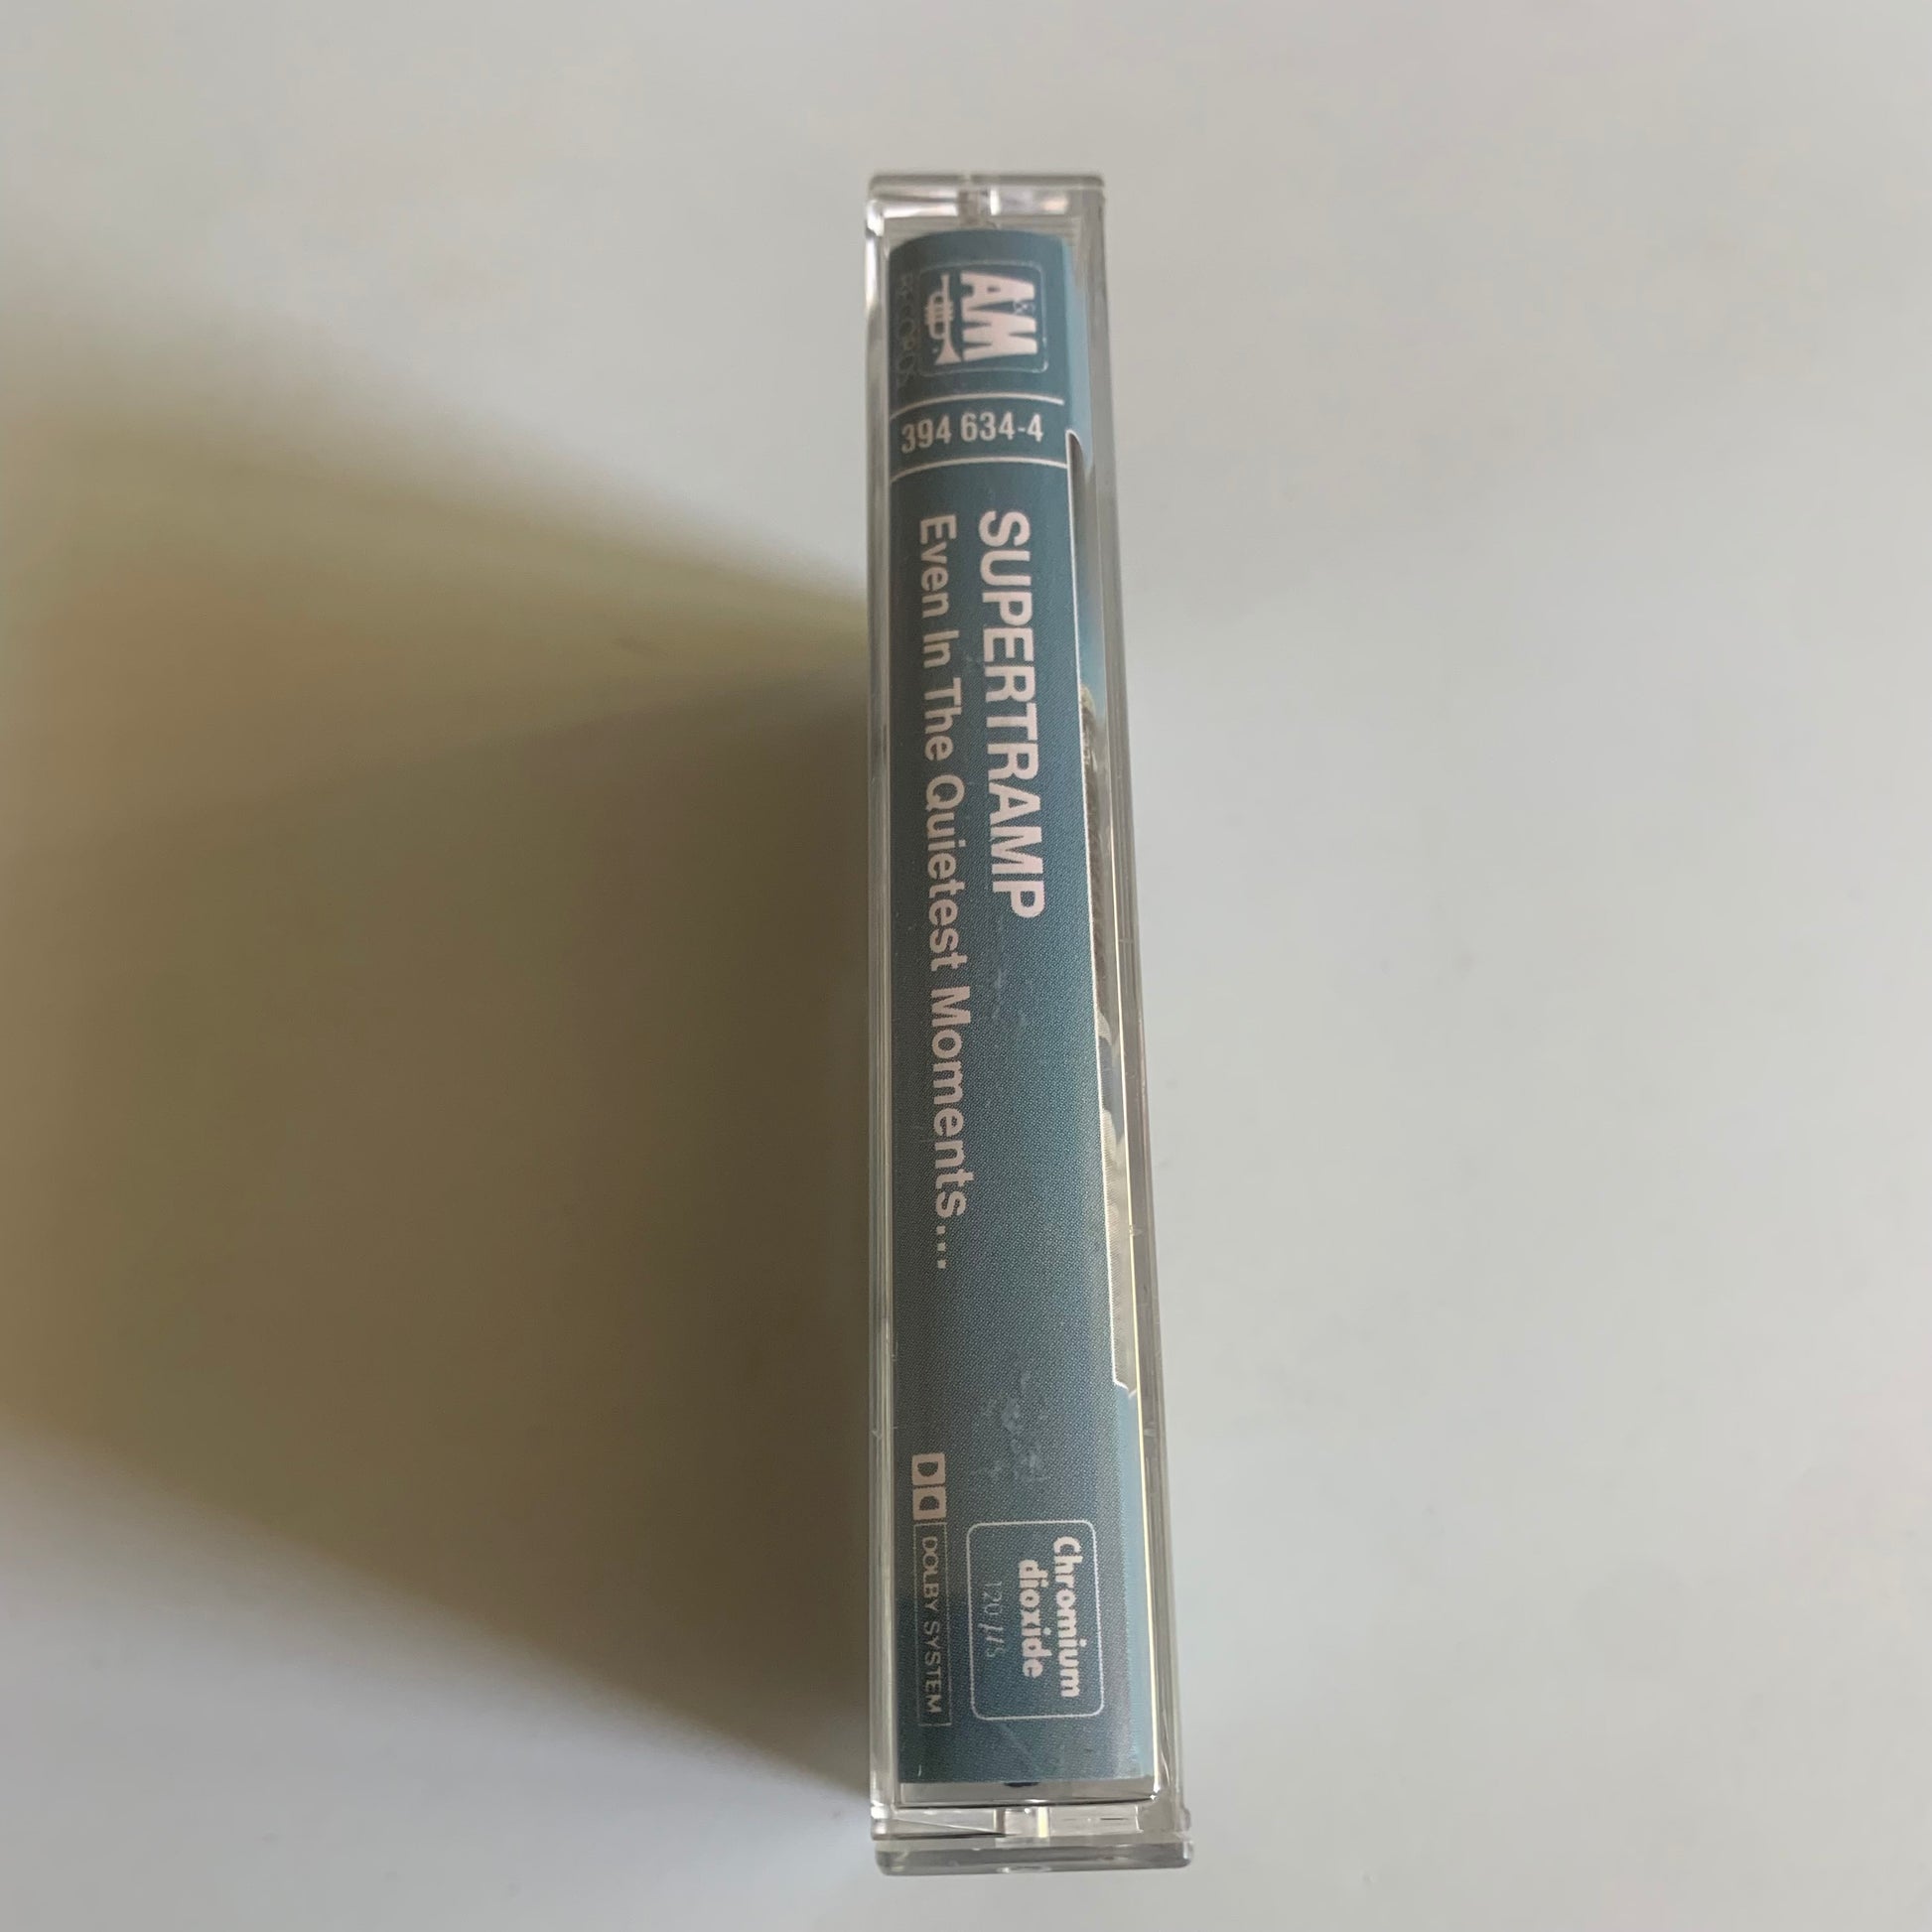 A&M
RECORDS
394 634-4
SUPERTRAMP
Even In The Quietest Moments...
Chromium
dioxide
120 µs
DOLBY SYSTEM